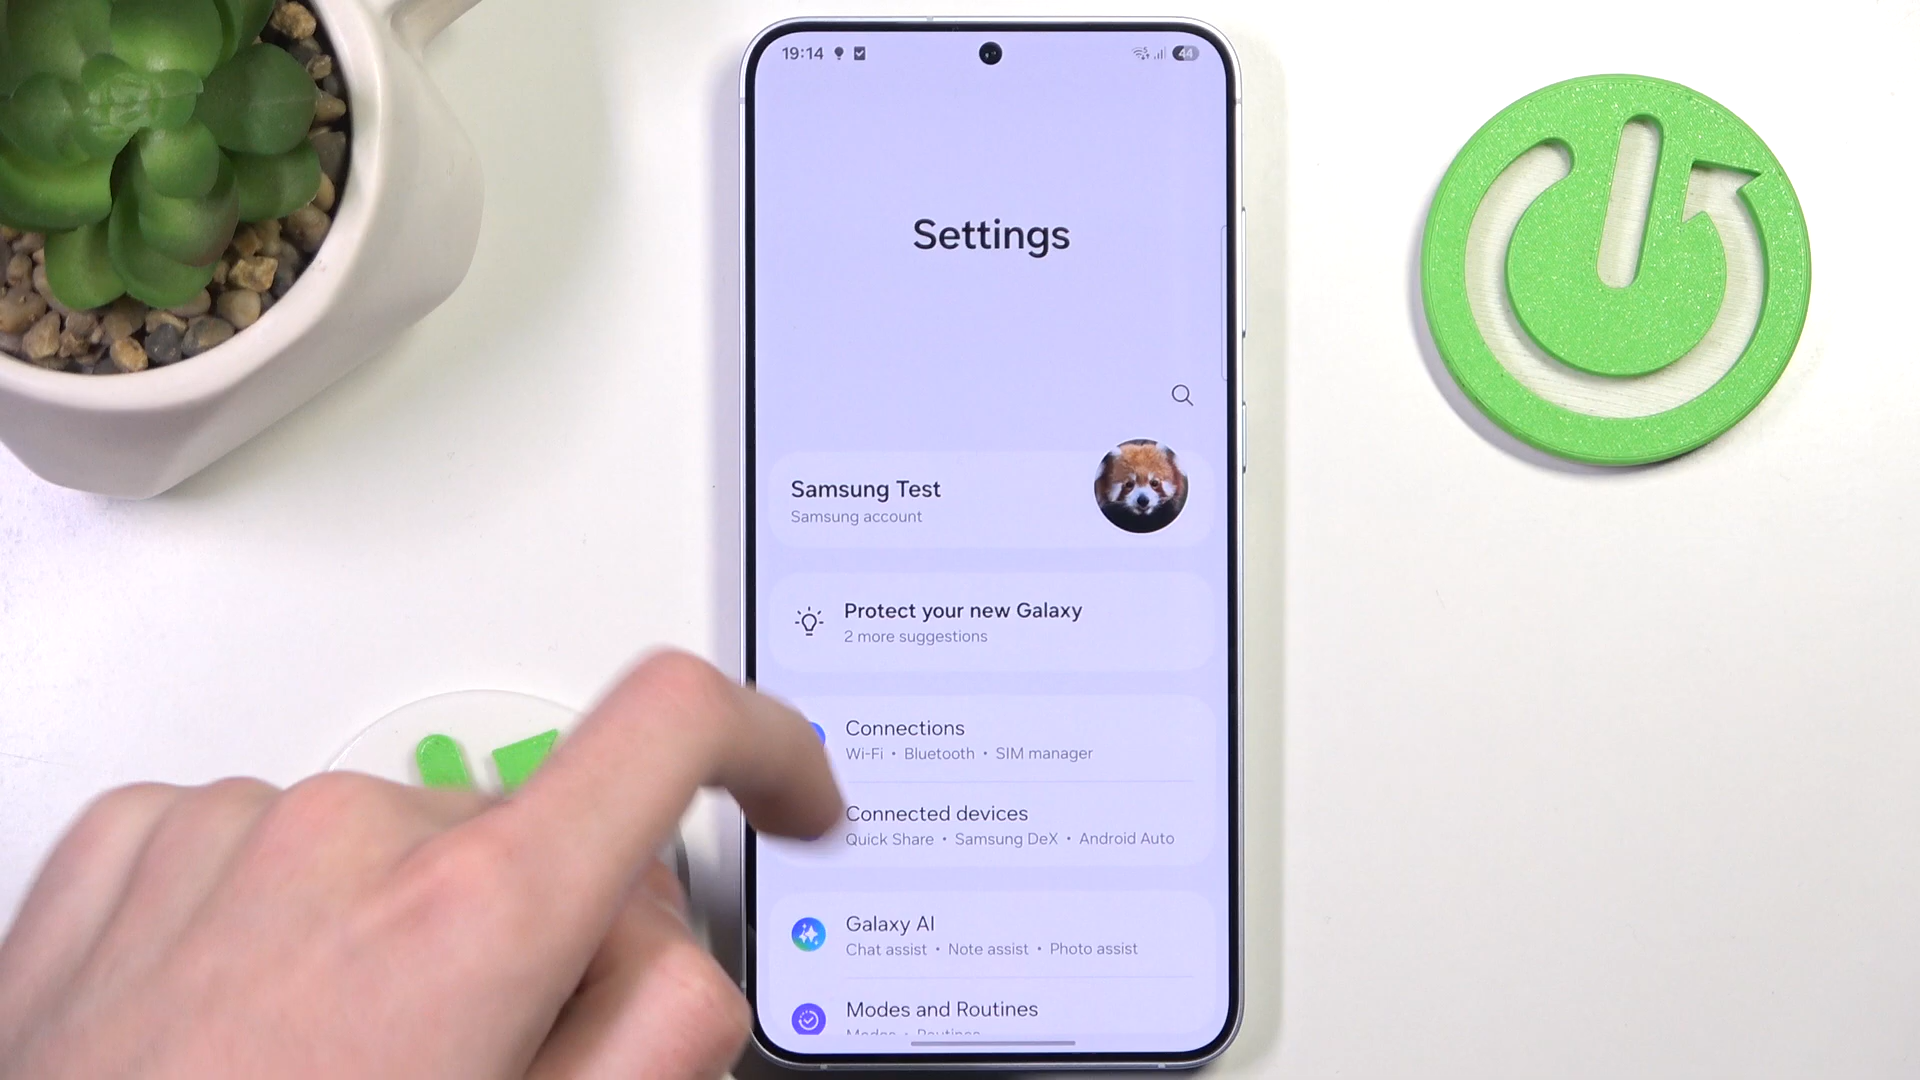 19:14
44
Settings
Samsung Test
Samsung account
Protect your new Galaxy
2 more suggestions
Connections
Wi-Fi • Bluetooth • SIM manager
Connected devices
Quick Share • Samsung DeX • Android Auto
Galaxy AI
Chat assist • Note assist • Photo assist
Modes and Routines
Modes • Routines